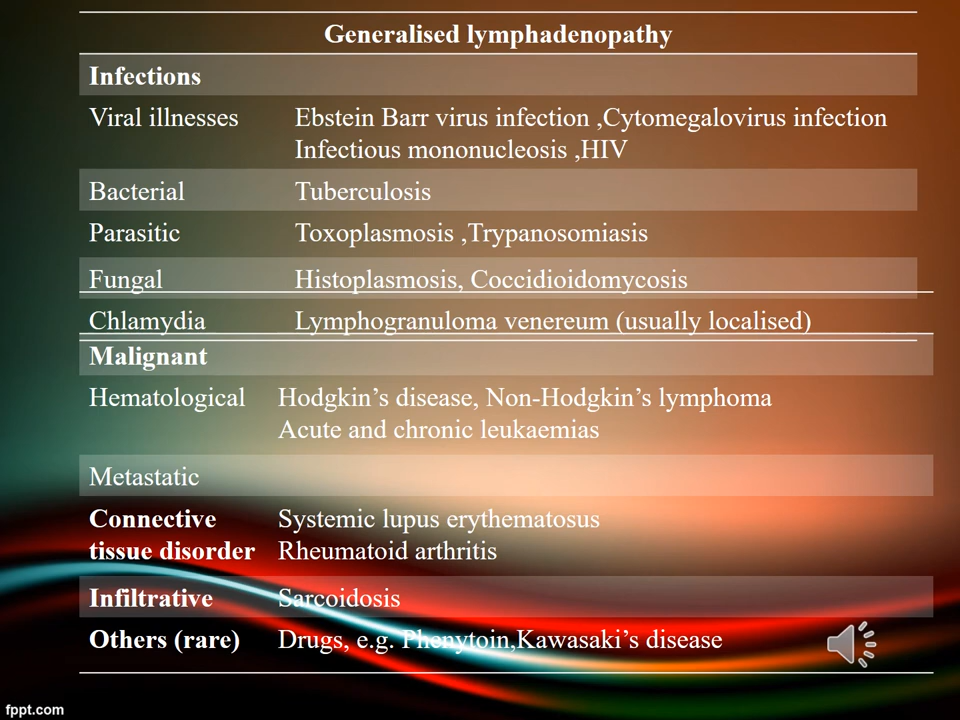 Generalised lymphadenopathy
Infections
Viral illnesses Ebstein Barr virus infection ,Cytomegalovirus infection
Infectious mononucleosis ,HIV
Bacterial Tuberculosis
Parasitic Toxoplasmosis ,Trypanosomiasis
Fungal Histoplasmosis, Coccidioidomycosis
Chlamydia Lymphogranuloma venereum (usually localised)
Malignant
Hematological Hodgkin’s disease, Non-Hodgkin’s lymphoma
Acute and chronic leukaemias
Metastatic
Connective Systemic lupus erythematosus
tissue disorder Rheumatoid arthritis
Infiltrative Sarcoidosis
Others (rare) Drugs, e.g. Phenytoin,Kawasaki’s disease
fppt.com